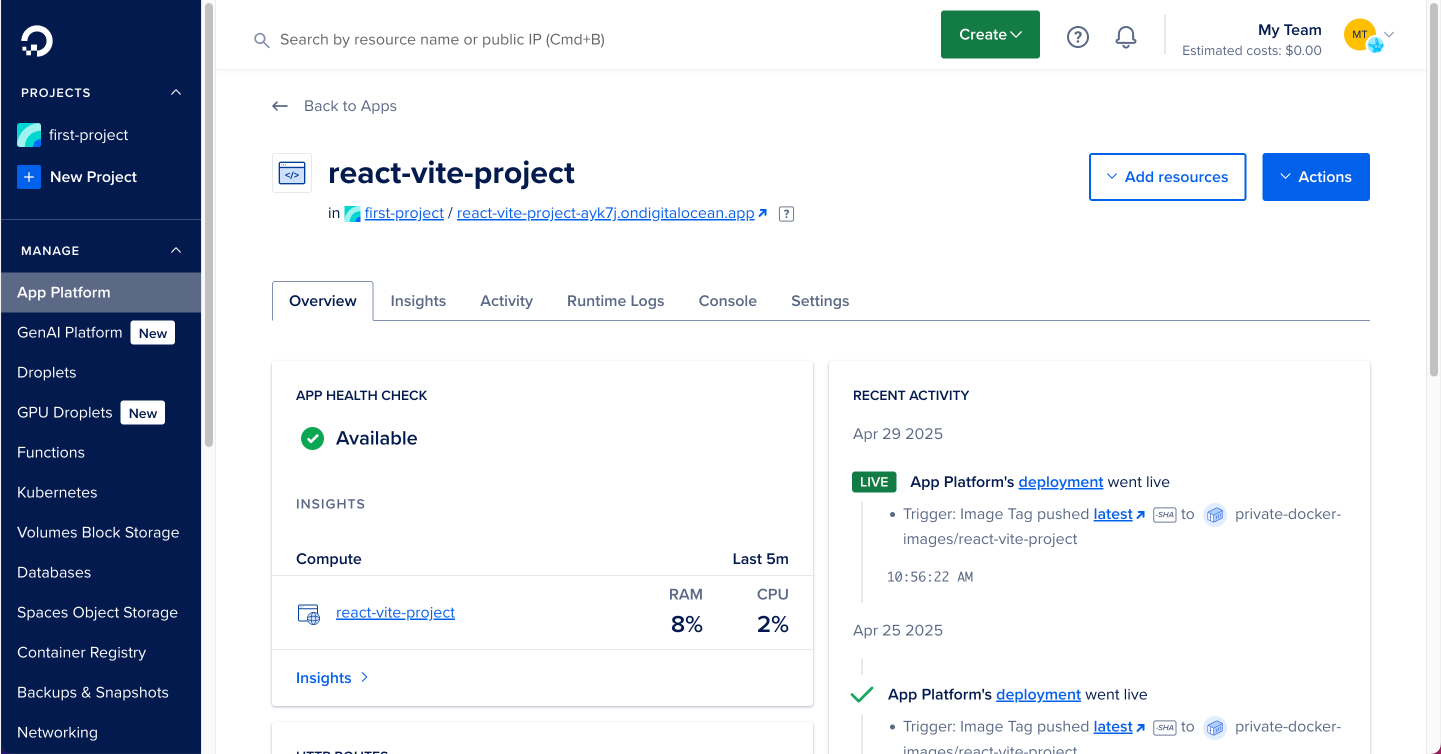 Search by resource name or public IP (Cmd+B)
Create
?
My Team
Estimated costs: $0.00
MT
PROJECTS
first-project
+ New Project
MANAGE
App Platform
GenAI Platform New
Droplets
GPU Droplets New
Functions
Kubernetes
Volumes Block Storage
Databases
Spaces Object Storage
Container Registry
Backups & Snapshots
Networking
← Back to Apps
</>
react-vite-project
in first-project / react-vite-project-ayk7j.ondigitalocean.app ?
Add resources
Actions
Overview
Insights
Activity
Runtime Logs
Console
Settings
APP HEALTH CHECK
Available
INSIGHTS
Compute
Last 5m
react-vite-project
RAM
8%
CPU
2%
Insights >
HTTP ROUTES
RECENT ACTIVITY
Apr 29 2025
LIVE App Platform's deployment went live
• Trigger: Image Tag pushed latest -SHA to private-docker-
images/react-vite-project
10:56:22 AM
Apr 25 2025
App Platform's deployment went live
• Trigger: Image Tag pushed latest -SHA to private-docker-
images/react-vite-project